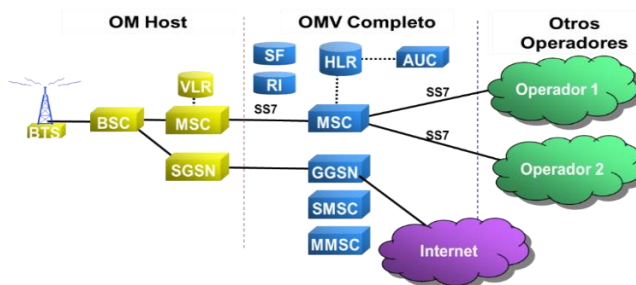 OM Host
OMV Completo
Otros
Operadores
SF
HLR
AUC
VLR
RI
Operador 1
SS7
BTS
BSC
MSC
SS7
MSC
SS7
Operador 2
SGSN
GGSN
SMSC
MMSC
Internet